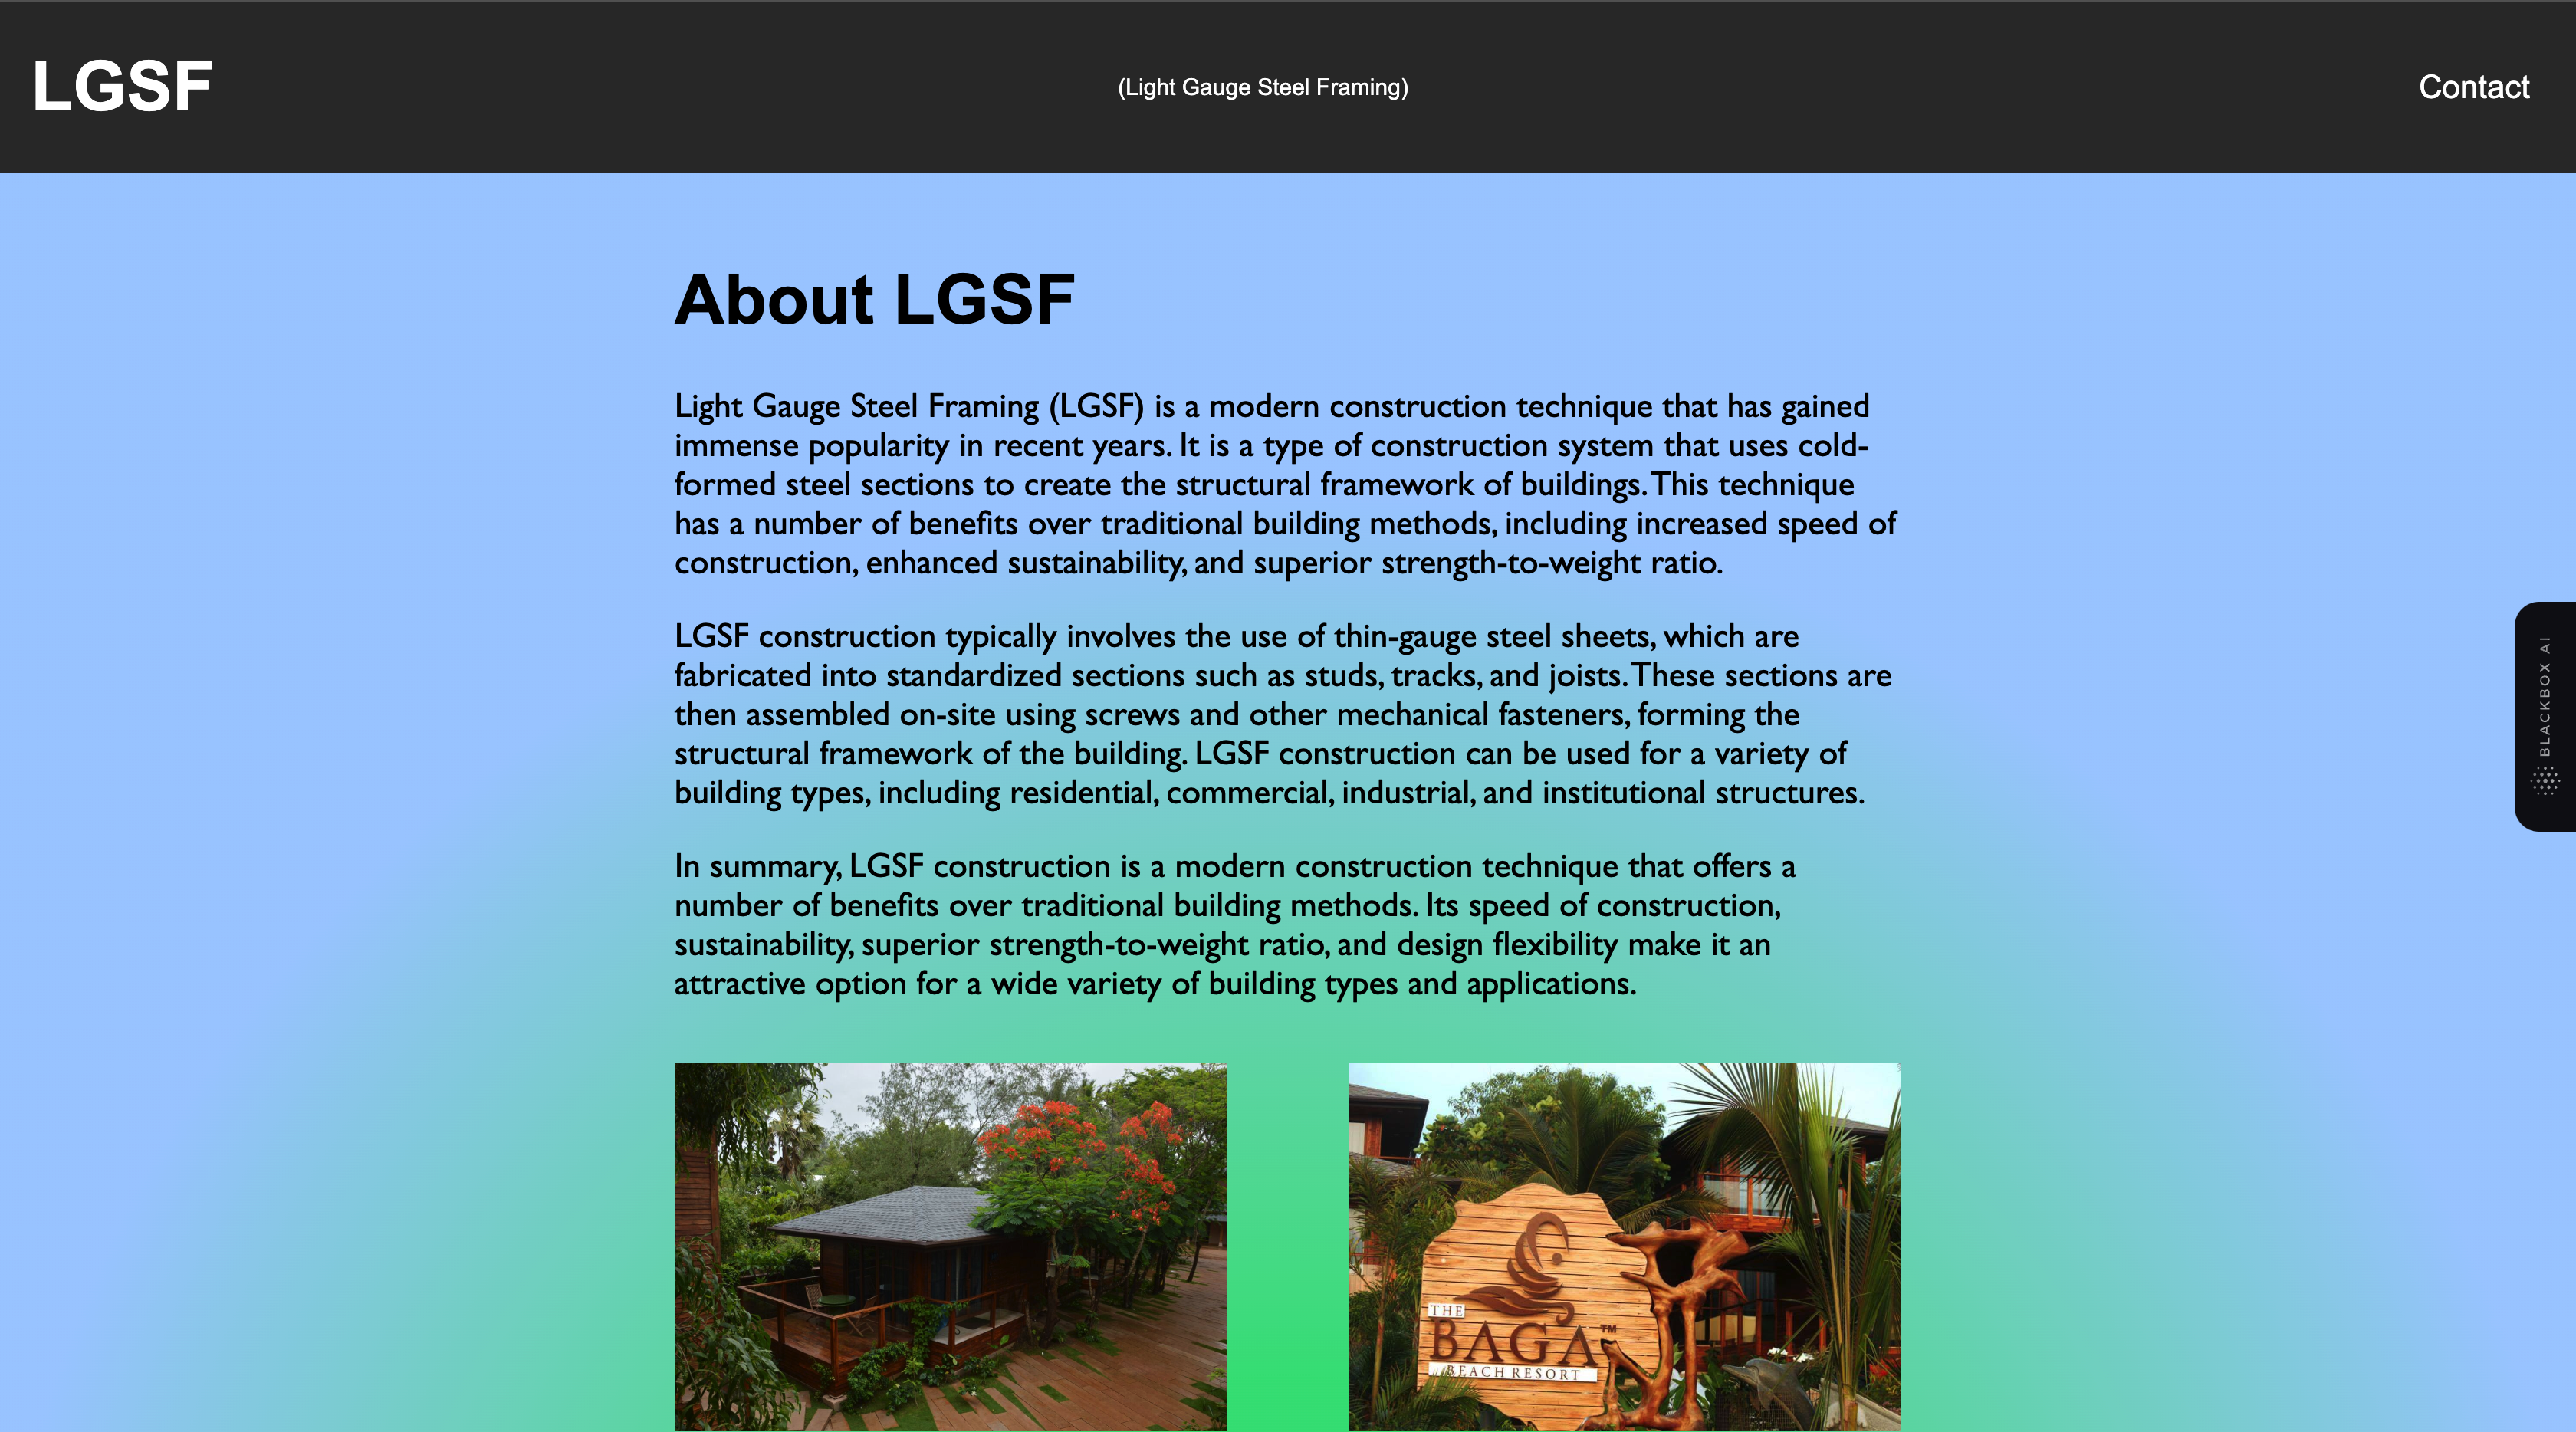 LGSF
(Light Gauge Steel Framing)
Contact
About LGSF
Light Gauge Steel Framing (LGSF) is a modern construction technique that has gained
immense popularity in recent years. It is a type of construction system that uses cold-
formed steel sections to create the structural framework of buildings. This technique
has a number of benefits over traditional building methods, including increased speed of
construction, enhanced sustainability, and superior strength-to-weight ratio.
LGSF construction typically involves the use of thin-gauge steel sheets, which are
fabricated into standardized sections such as studs, tracks, and joists. These sections are
then assembled on-site using screws and other mechanical fasteners, forming the
structural framework of the building. LGSF construction can be used for a variety of
building types, including residential, commercial, industrial, and institutional structures.
In summary, LGSF construction is a modern construction technique that offers a
number of benefits over traditional building methods. Its speed of construction,
sustainability, superior strength-to-weight ratio, and design flexibility make it an
attractive option for a wide variety of building types and applications.
THE
BAGA™
BEACH RESORT
BLACKBOX AI